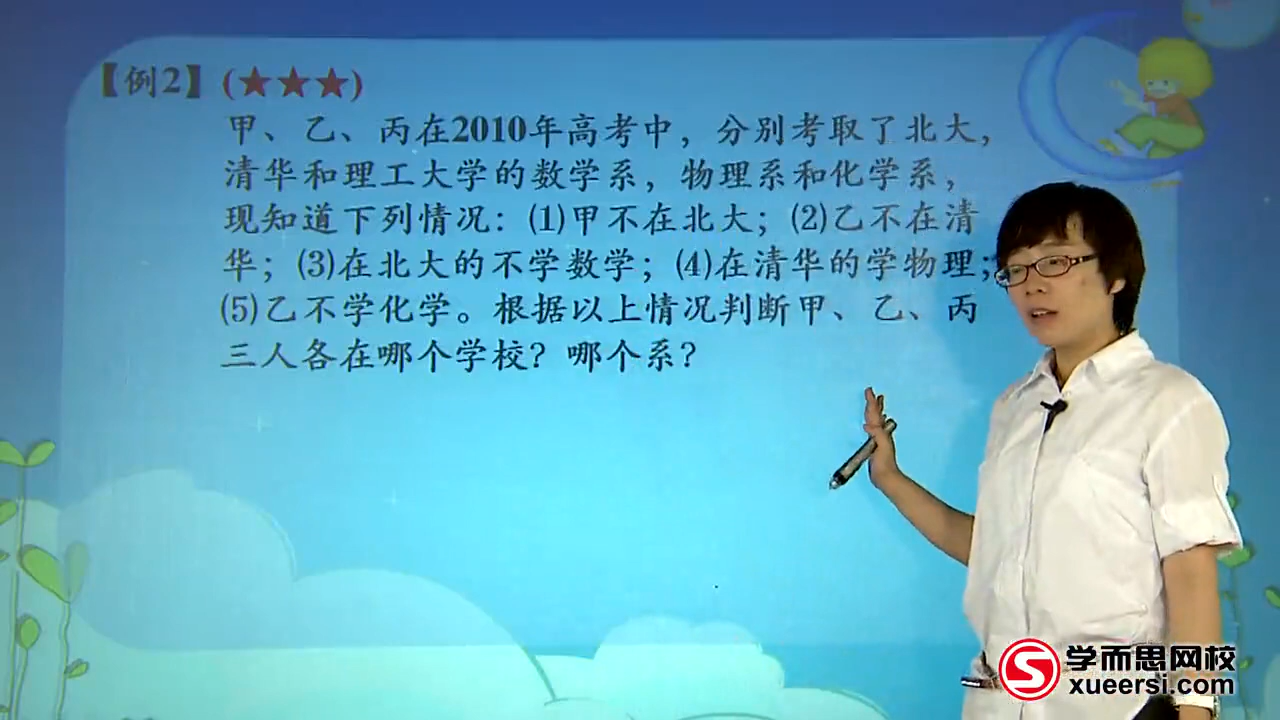 【例2】(★★★)
甲、乙、丙在2010年高考中，分别考取了北大，
清华和理工大学的数学系，物理系和化学系，
现知道下列情况：(1)甲不在北大；(2)乙不在清
华；(3)在北大的不学数学；(4)在清华的学物理；
(5)乙不学化学。根据以上情况判断甲、乙、丙
三人各在哪个学校？哪个系？
学而思网校
xueersi.com